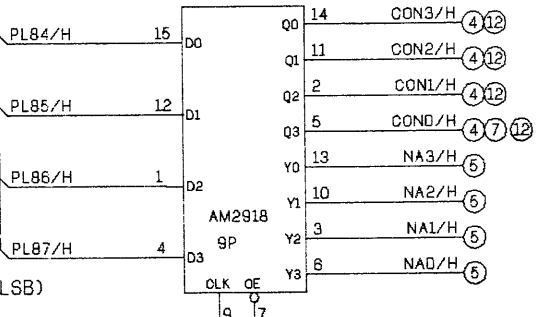 14 CON3/H 4 12
PL84/H 15 D0 Q0
11 CON2/H 4 12
Q1
2 CON1/H 4 12
PL85/H 12 D1 Q2
5 COND/H 4 7 12
Q3
13 NA3/H 5
Y0
PL86/H 1 D2
10 NA2/H 5
Y1
AM2918
3 NA1/H 5
9P Y2
PL87/H 4 D3
6 NAD/H 5
Y3
LSB)
CLK OE
9 7